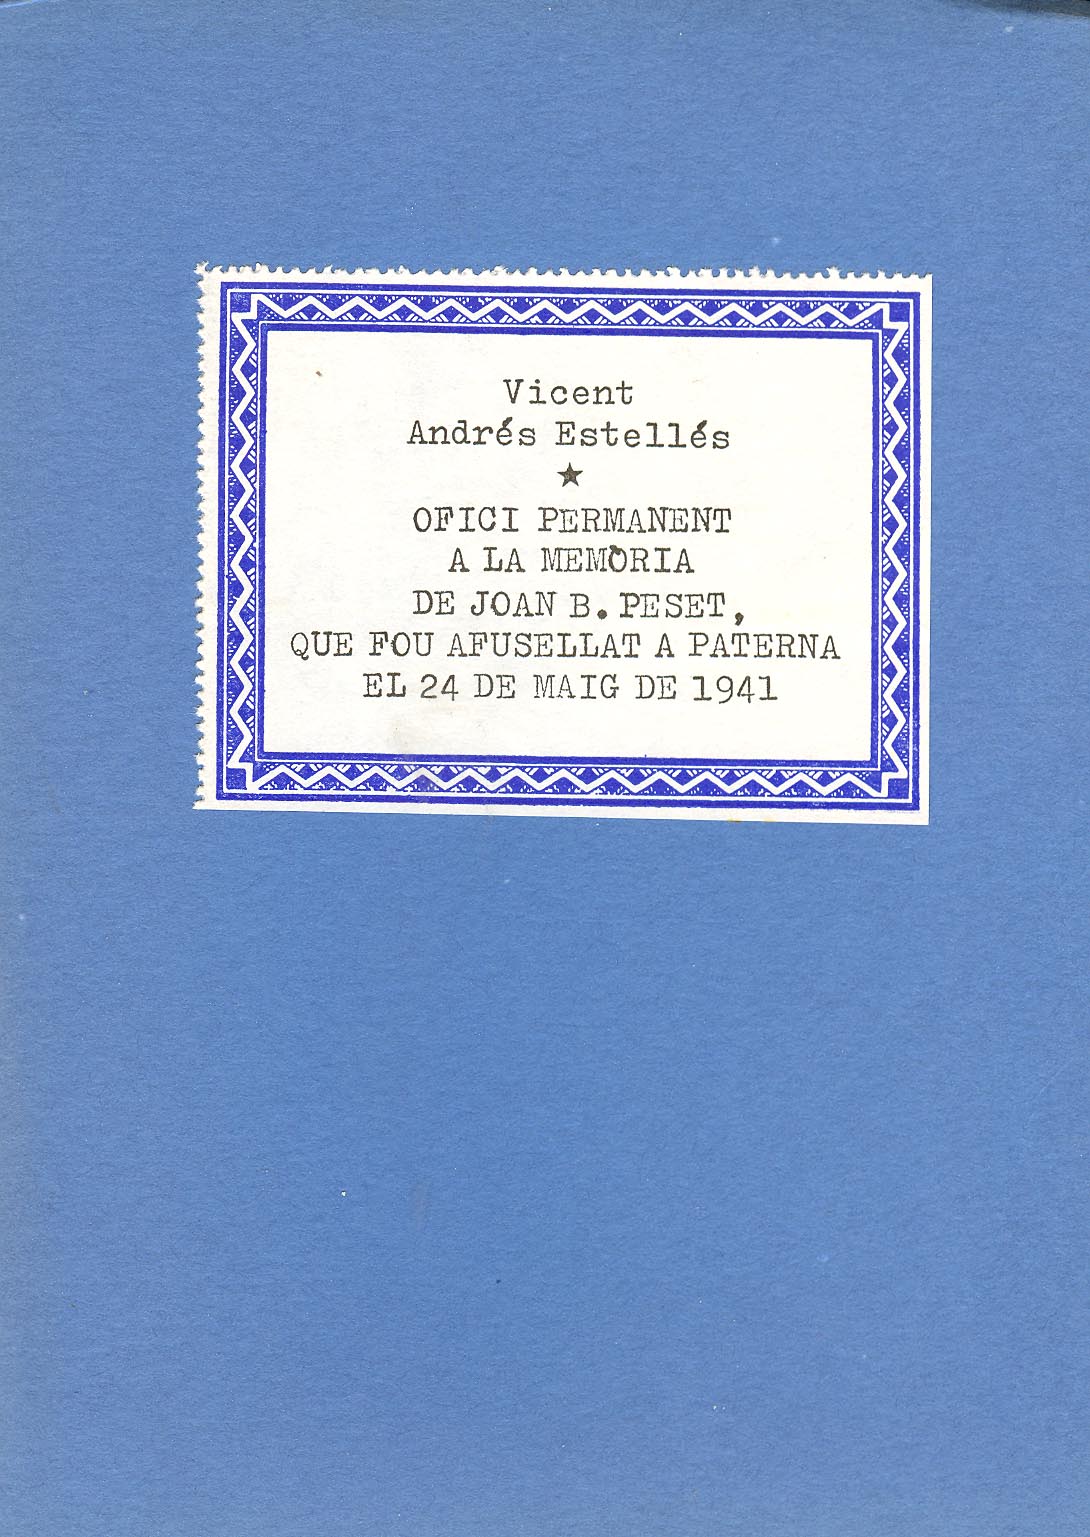 Vicent
Andrés Estellés
★
OFICI PERMANENT
A LA MEMÒRIA
DE JOAN B. PESET,
QUE FOU AFUSELLAT A PATERNA
EL 24 DE MAIG DE 1941